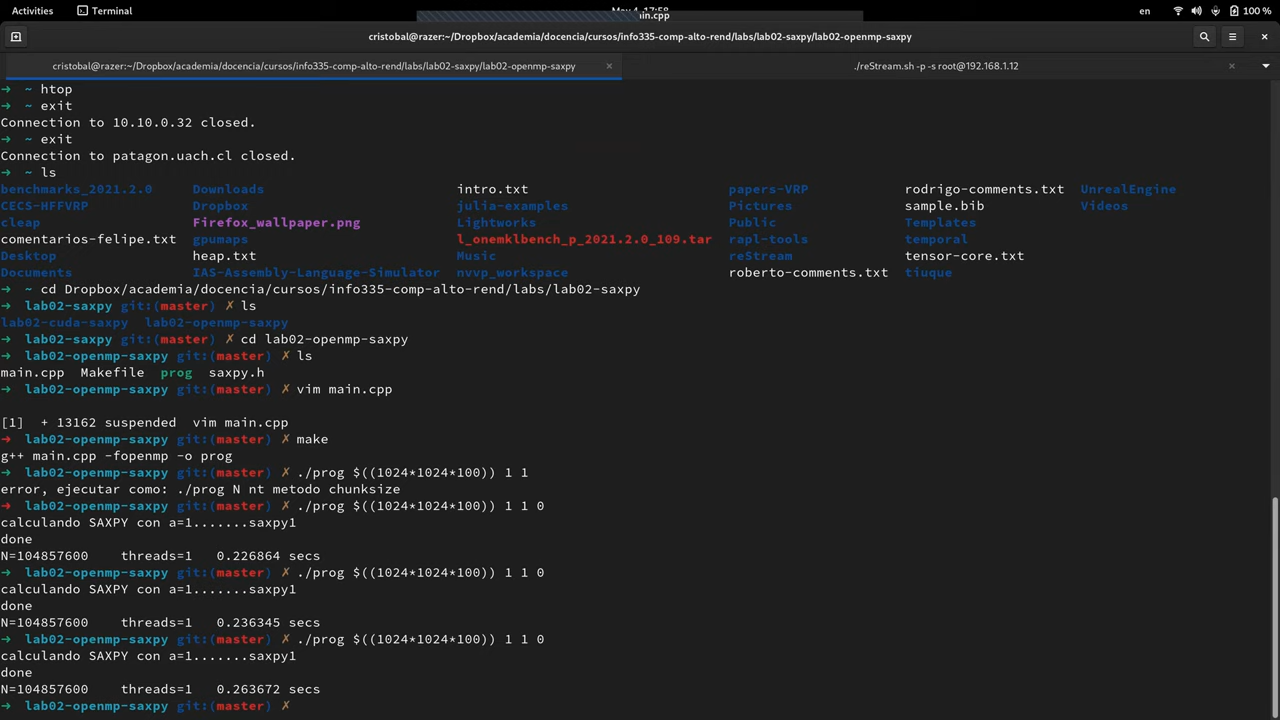 Activities Terminal May 4 17:58 en 100 %
in.cpp
cristobal@razer:~/Dropbox/academia/docencia/cursos/info335-comp-alto-rend/labs/lab02-saxpy/lab02-openmp-saxpy
cristobal@razer:~/Dropbox/academia/docencia/cursos/info335-comp-alto-rend/labs/lab02-saxpy/lab02-openmp-saxpy × ./reStream.sh -p -s root@192.168.1.12 ×
→ ~ htop
→ ~ exit
Connection to 10.10.0.32 closed.
→ ~ exit
Connection to patagon.uach.cl closed.
→ ~ ls
benchmarks_2021.2.0 Downloads intro.txt papers-VRP rodrigo-comments.txt UnrealEngine
CECS-HFFVRP Dropbox julia-examples Pictures sample.bib Videos
cleap Firefox_wallpaper.png Lightworks Public Templates
comentarios-felipe.txt gpumaps l_onemklbench_p_2021.2.0_109.tar rapl-tools temporal
Desktop heap.txt Music reStream tensor-core.txt
Documents IAS-Assembly-Language-Simulator nvvp_workspace roberto-comments.txt tiuque
→ ~ cd Dropbox/academia/docencia/cursos/info335-comp-alto-rend/labs/lab02-saxpy
→ lab02-saxpy git:(master) ✗ ls
lab02-cuda-saxpy lab02-openmp-saxpy
→ lab02-saxpy git:(master) ✗ cd lab02-openmp-saxpy
→ lab02-openmp-saxpy git:(master) ✗ ls
main.cpp Makefile prog saxpy.h
→ lab02-openmp-saxpy git:(master) ✗ vim main.cpp
[1] + 13162 suspended vim main.cpp
→ lab02-openmp-saxpy git:(master) ✗ make
g++ main.cpp -fopenmp -o prog
→ lab02-openmp-saxpy git:(master) ✗ ./prog $((1024*1024*100)) 1 1
error, ejecutar como: ./prog N nt metodo chunksize
→ lab02-openmp-saxpy git:(master) ✗ ./prog $((1024*1024*100)) 1 1 0
calculando SAXPY con a=1.......saxpy1
done
N=104857600 threads=1 0.226864 secs
→ lab02-openmp-saxpy git:(master) ✗ ./prog $((1024*1024*100)) 1 1 0
calculando SAXPY con a=1.......saxpy1
done
N=104857600 threads=1 0.236345 secs
→ lab02-openmp-saxpy git:(master) ✗ ./prog $((1024*1024*100)) 1 1 0
calculando SAXPY con a=1.......saxpy1
done
N=104857600 threads=1 0.263672 secs
→ lab02-openmp-saxpy git:(master) ✗